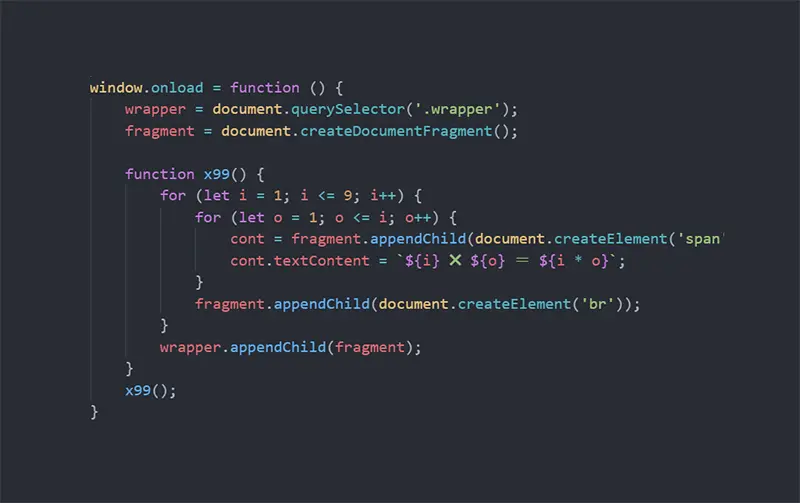 window.onload = function () {
    wrapper = document.querySelector('.wrapper');
    fragment = document.createDocumentFragment();

    function x99() {
        for (let i = 1; i <= 9; i++) {
            for (let o = 1; o <= i; o++) {
                cont = fragment.appendChild(document.createElement('span'
                cont.textContent = `${i} ✖ ${o} ＝ ${i * o}`;
            }
            fragment.appendChild(document.createElement('br'));
        }
        wrapper.appendChild(fragment);
    }
    x99();
}